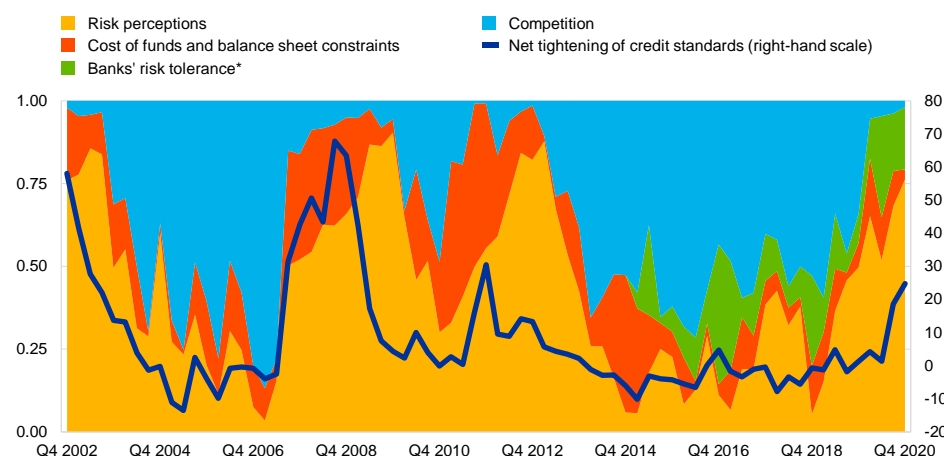 Risk perceptions
Competition
Cost of funds and balance sheet constraints
Net tightening of credit standards (right-hand scale)
Banks' risk tolerance*
1.00
80
70
60
0.75
50
40
0.50
30
20
0.25
10
0
-10
0.00
-20
Q4 2002 Q4 2004 Q4 2006 Q4 2008 Q4 2010 Q4 2012 Q4 2014 Q4 2016 Q4 2018 Q4 2020